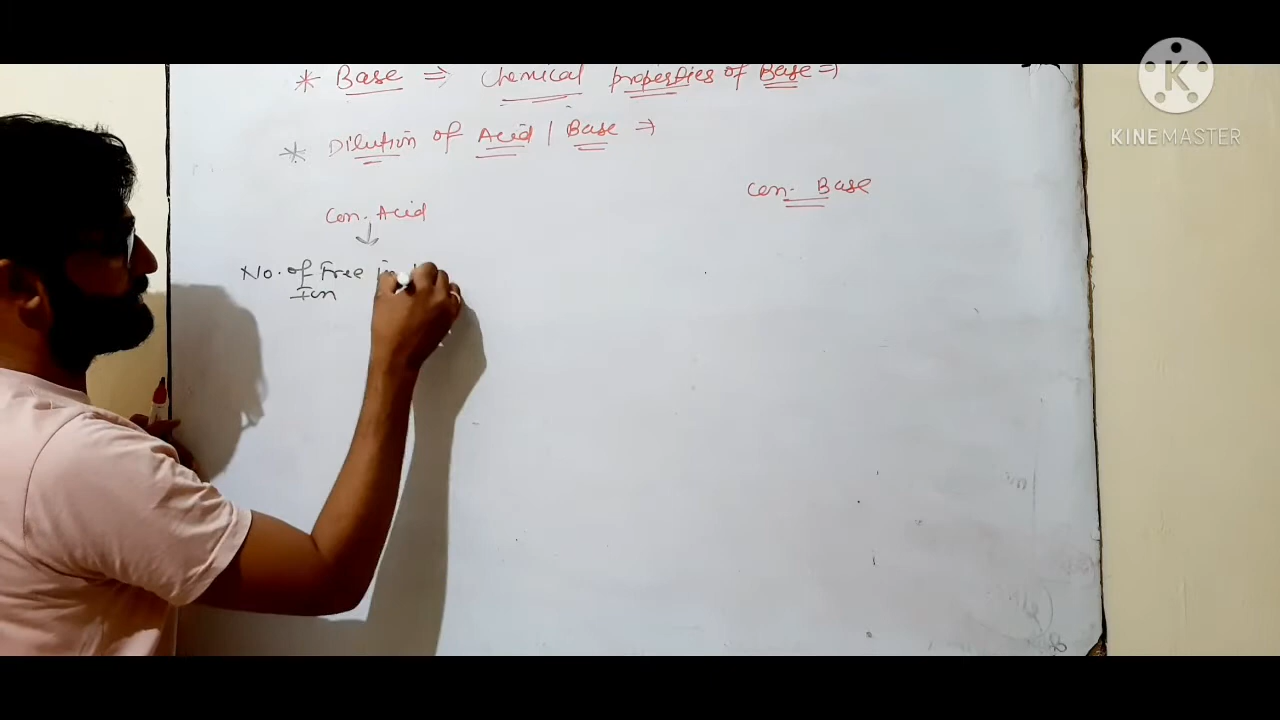 * Base ⇒ Chemical properties of Base ⇒
* Dilution of Acid | Base ⇒
Con. Base
Con. Acid
↓
No. of Free
Ion
K
KINEMASTER